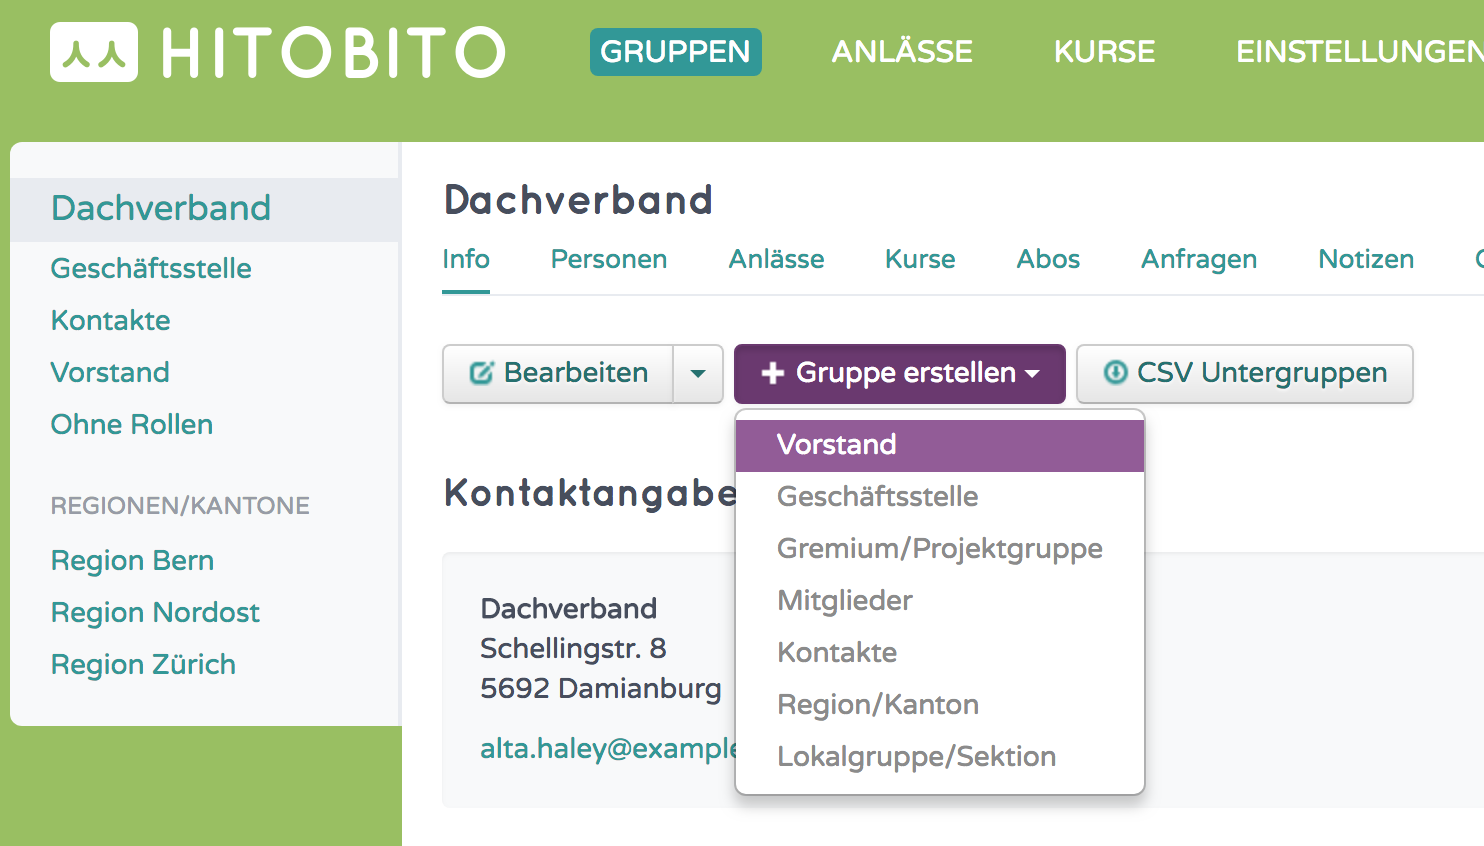 HITOBITO
GRUPPEN
ANLÄSSE
KURSE
EINSTELLUNGEN
Dachverband
Geschäftsstelle
Kontakte
Vorstand
Ohne Rollen
REGIONEN/KANTONE
Region Bern
Region Nordost
Region Zürich
Dachverband
Info
Personen
Anlässe
Kurse
Abos
Anfragen
Notizen
Bearbeiten
Gruppe erstellen
CSV Untergruppen
Vorstand
Geschäftsstelle
Gremium/Projektgruppe
Mitglieder
Kontakte
Region/Kanton
Lokalgruppe/Sektion
Kontaktangabe
Dachverband
Schellingstr. 8
5692 Damianburg
alta.haley@example